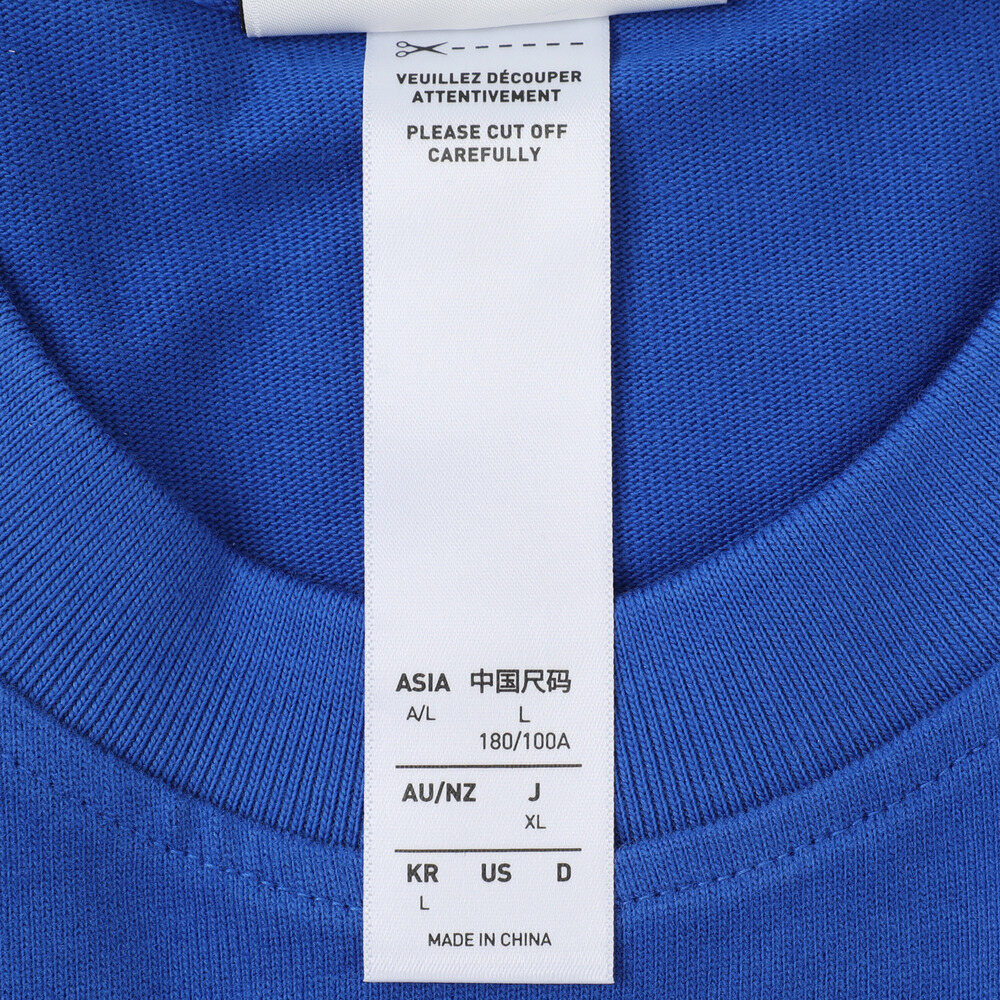 VEUILLEZ DÉCOUPER
ATTENTIVEMENT
PLEASE CUT OFF
CAREFULLY
ASIA 中国尺码
A/L L
180/100A
AU/NZ J
XL
KR US D
L
MADE IN CHINA